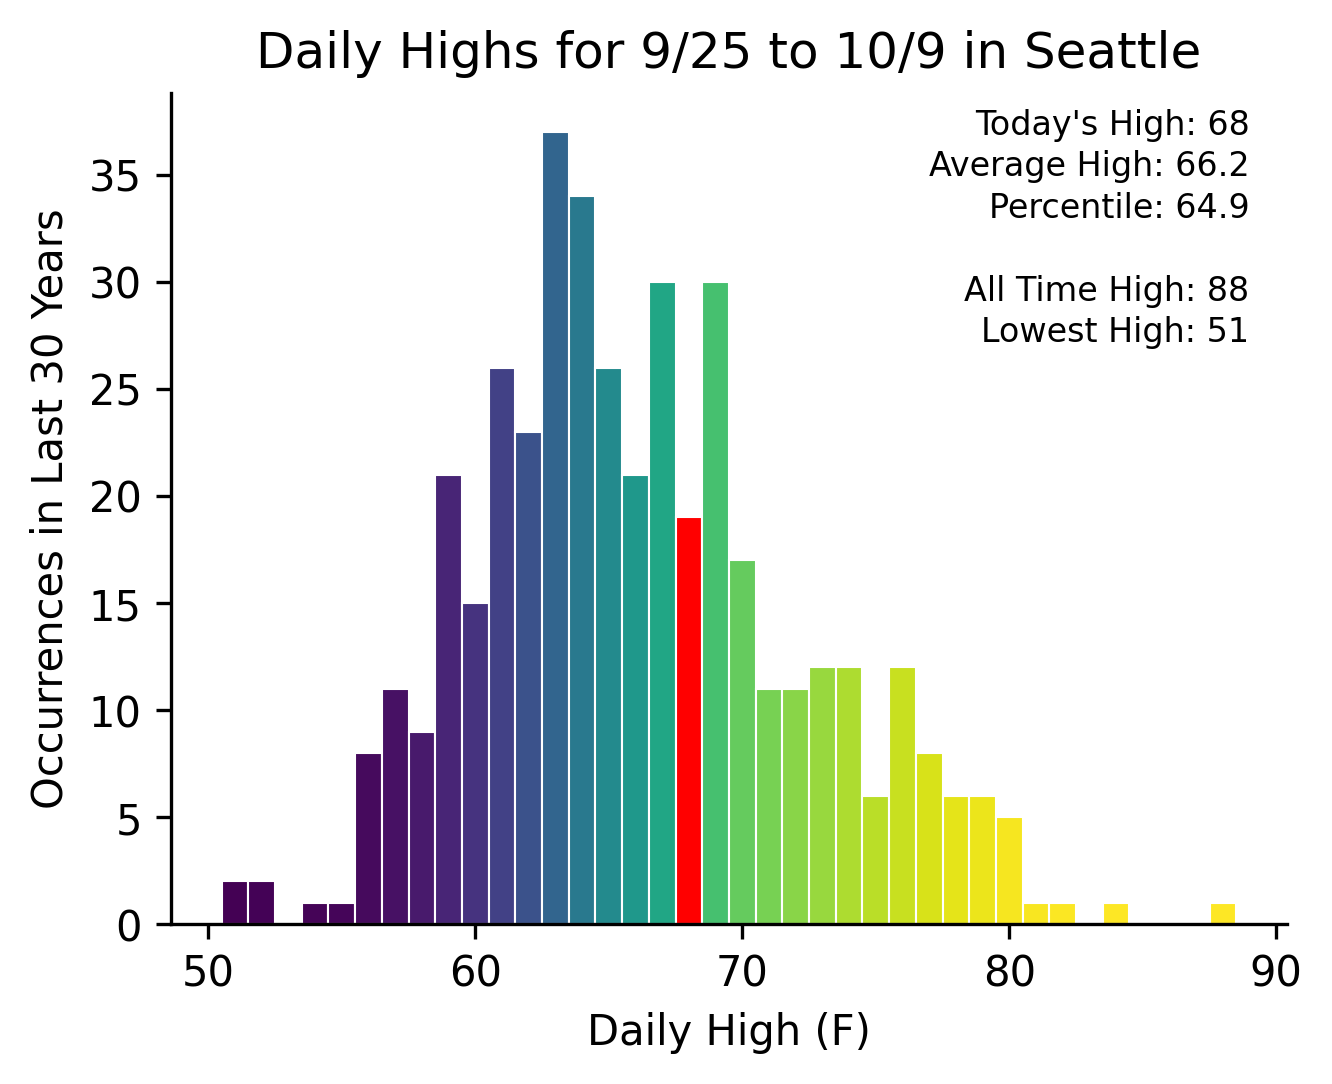 Daily Highs for 9/25 to 10/9 in Seattle
Today's High: 68
Average High: 66.2
Percentile: 64.9
All Time High: 88
Lowest High: 51
Occurrences in Last 30 Years
35
30
25
20
15
10
5
0
50 60 70 80 90
Daily High (F)